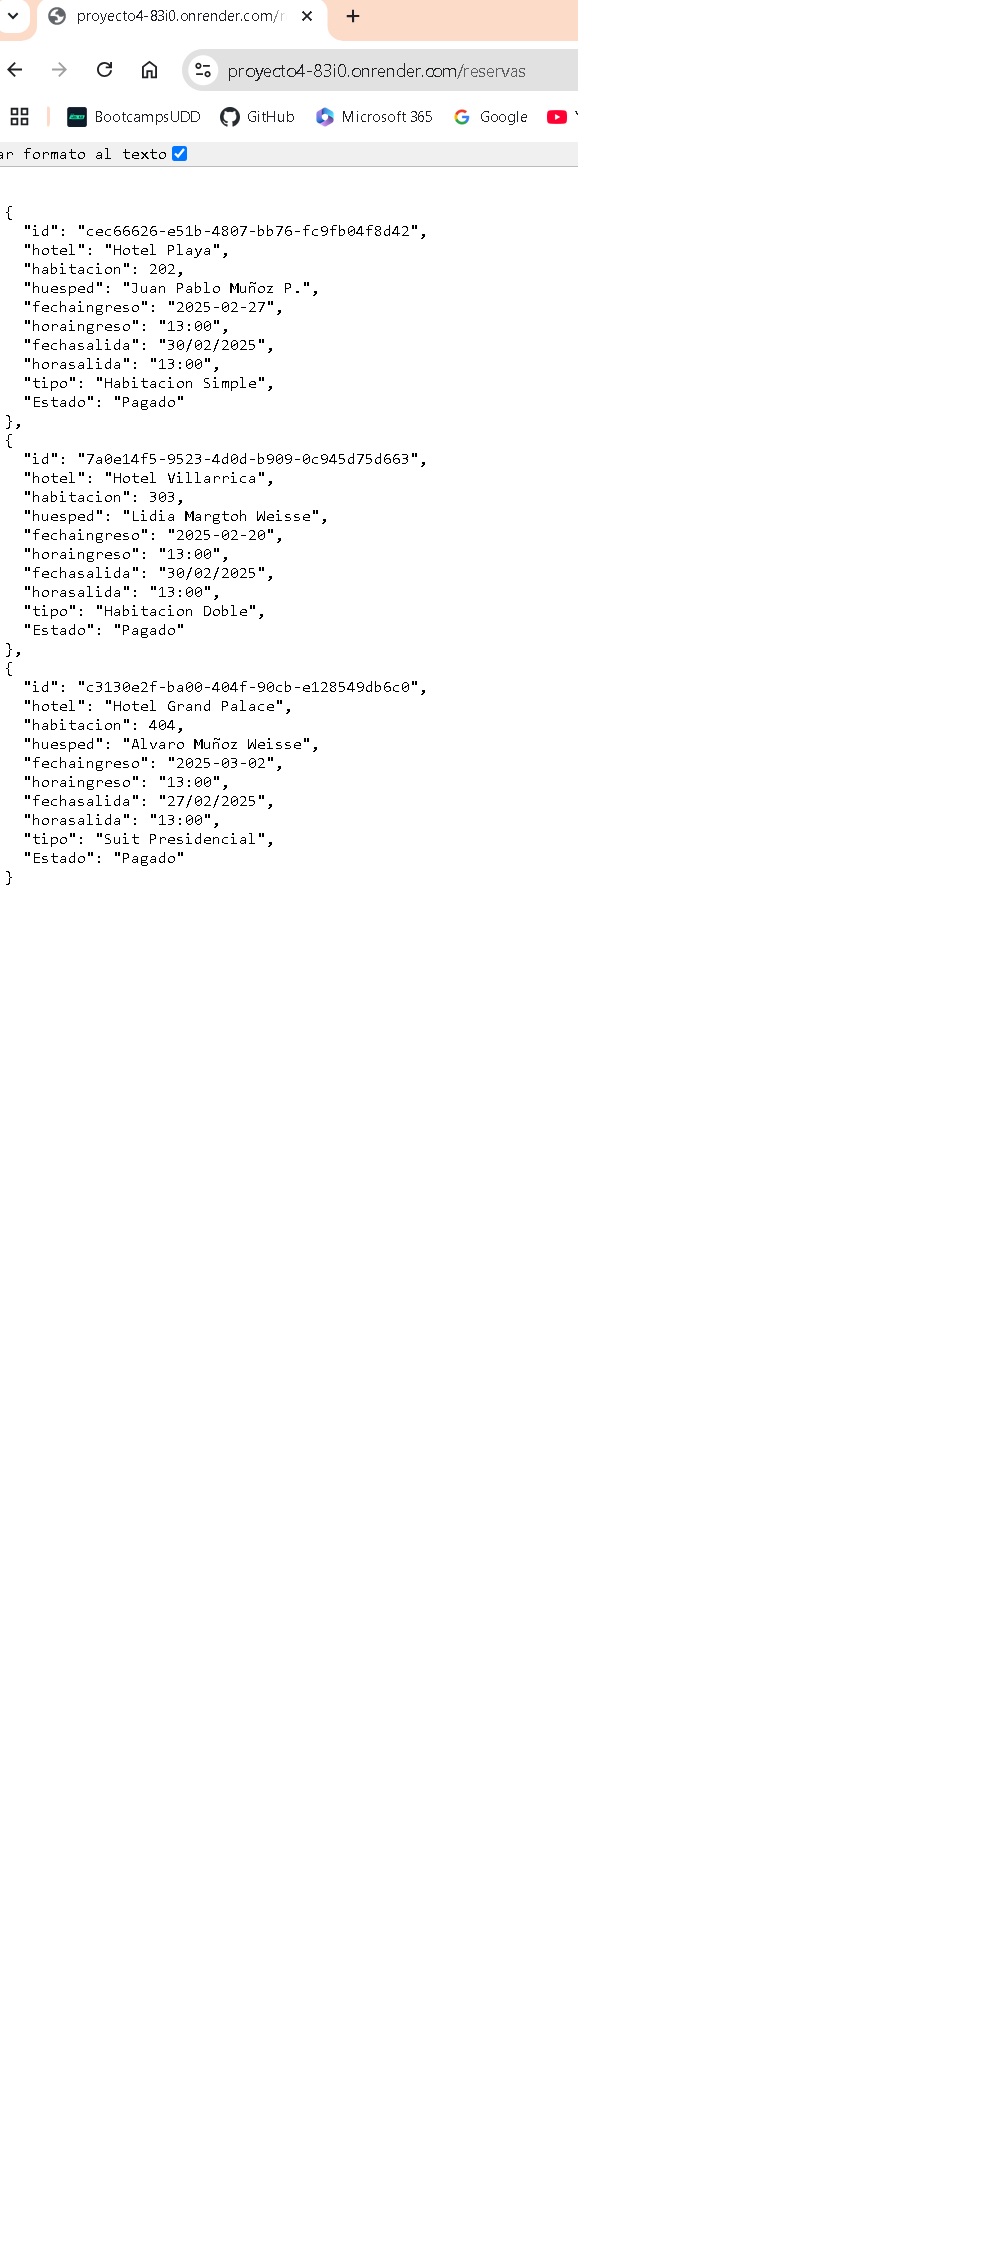 proyecto4-83i0.onrender.com/r
proyecto4-83i0.onrender.com/reservas
BootcampsUDD GitHub Microsoft 365 Google
ar formato al texto
{
"id": "cec66626-e51b-4807-bb76-fc9fb04f8d42",
"hotel": "Hotel Playa",
"habitacion": 202,
"huesped": "Juan Pablo Muñoz P.",
"fechaingreso": "2025-02-27",
"horaingreso": "13:00",
"fechasalida": "30/02/2025",
"horasalida": "13:00",
"tipo": "Habitacion Simple",
"Estado": "Pagado"
},
{
"id": "7a0e14f5-9523-4d0d-b909-0c945d75d663",
"hotel": "Hotel Villarrica",
"habitacion": 303,
"huesped": "Lidia Margtoh Weisse",
"fechaingreso": "2025-02-20",
"horaingreso": "13:00",
"fechasalida": "30/02/2025",
"horasalida": "13:00",
"tipo": "Habitacion Doble",
"Estado": "Pagado"
},
{
"id": "c3130e2f-ba00-404f-90cb-e128549db6c0",
"hotel": "Hotel Grand Palace",
"habitacion": 404,
"huesped": "Alvaro Muñoz Weisse",
"fechaingreso": "2025-03-02",
"horaingreso": "13:00",
"fechasalida": "27/02/2025",
"horasalida": "13:00",
"tipo": "Suit Presidencial",
"Estado": "Pagado"
}